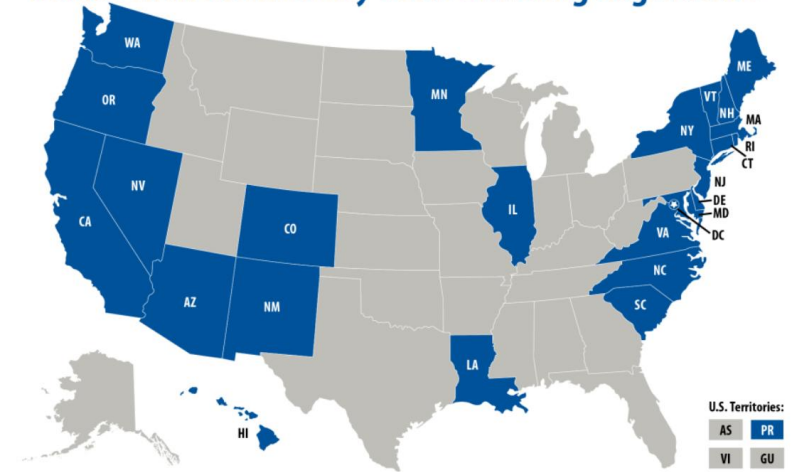 WA
ME
MN
VT
OR
NH
MA
NY
RI
CT
NV
NJ
IL
DE
MD
CA
CO
VA
DC
NC
AZ
NM
SC
LA
HI
U.S. Territories:
AS PR
VI GU